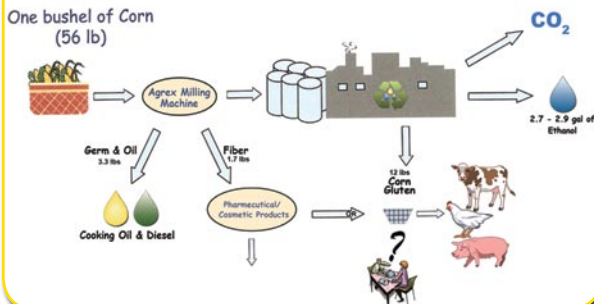 One bushel of Corn
(56 lb)
CO2
Agrex Milling
Machine
2.7 - 2.9 gal of
Ethanol
Germ & Oil
3.3 lbs
Fiber
1.7 lbs
12 lbs
Corn
Gluten
Pharmecutical/
Cosmetic Products
OR
Cooking Oil & Diesel
?